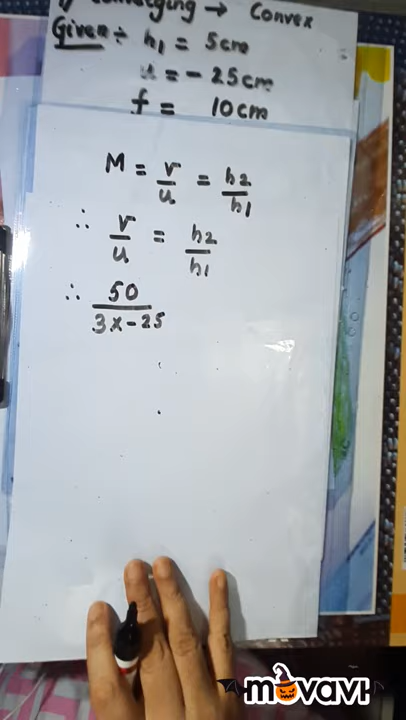 Converging → Convex
Given ÷ h1 = 5cm
u = - 25cm
f = 10cm
M = v/u = h2/h1
∴ v/u = h2/h1
∴ 50/3x-25
movavi